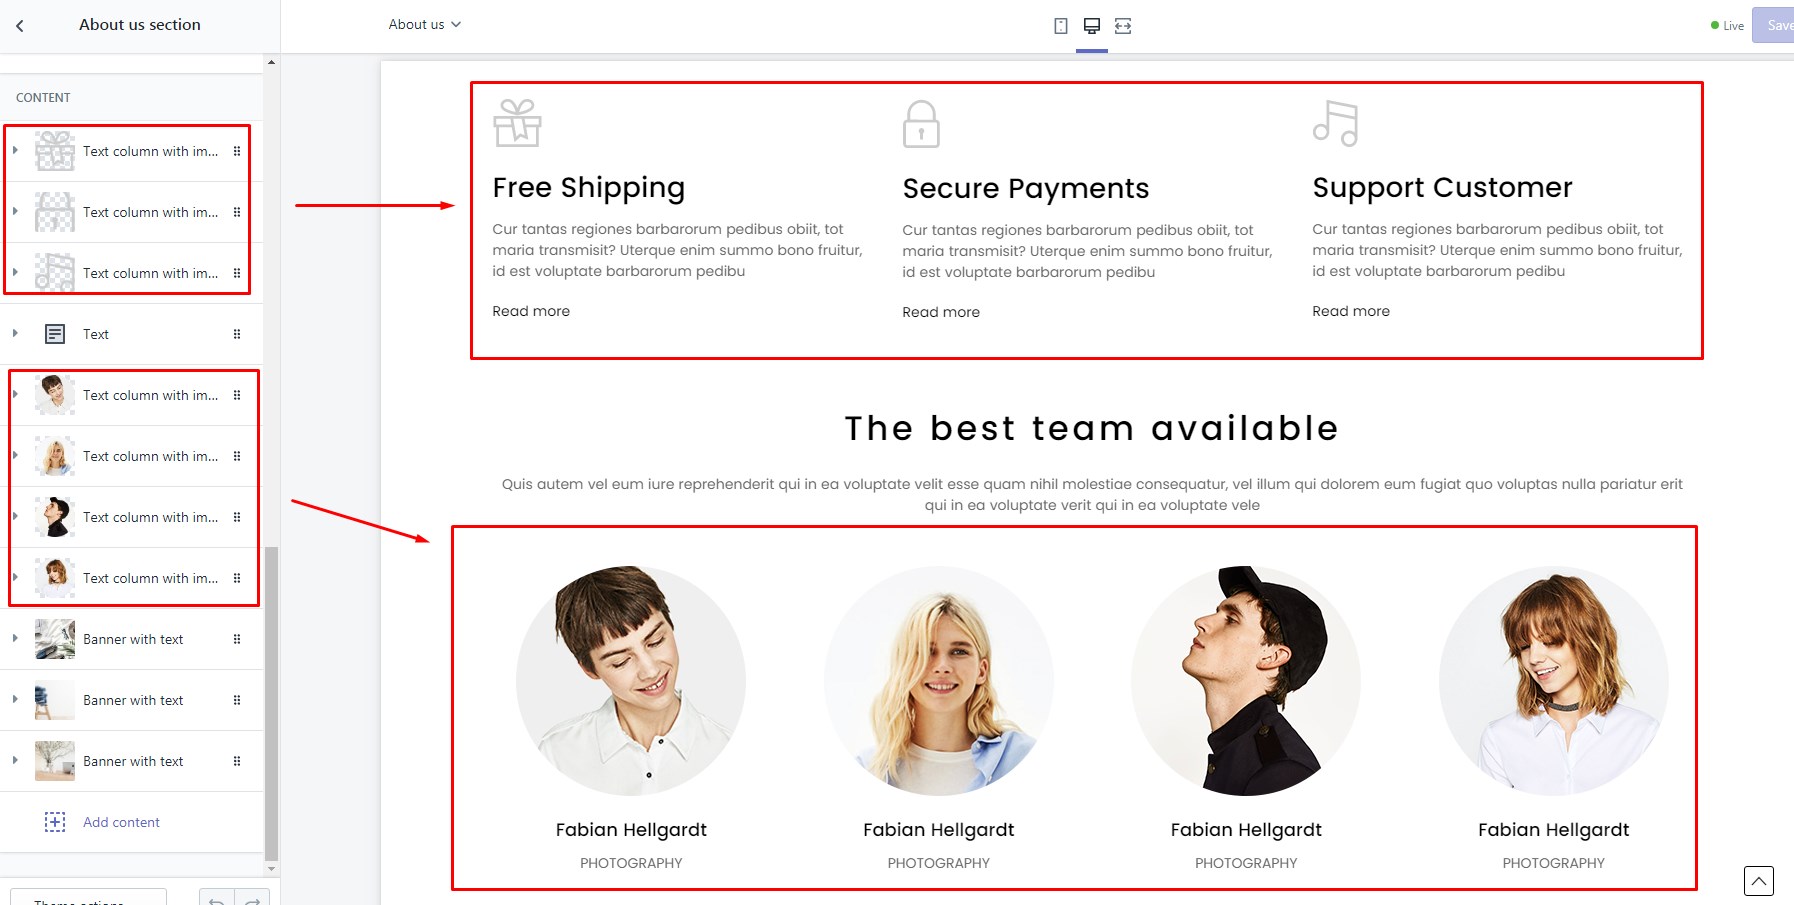 About us section
About us
Live
Save
CONTENT
Text column with im...
Text column with im...
Text column with im...
Text
Text column with im...
Text column with im...
Text column with im...
Text column with im...
Banner with text
Banner with text
Banner with text
Add content
Theme actions
Free Shipping
Cur tantas regiones barbarorum pedibus obiit, tot
maria transmisit? Uterque enim summo bono fruitur,
id est voluptate barbarorum pedibu
Read more
Secure Payments
Cur tantas regiones barbarorum pedibus obiit, tot
maria transmisit? Uterque enim summo bono fruitur,
id est voluptate barbarorum pedibu
Read more
Support Customer
Cur tantas regiones barbarorum pedibus obiit, tot
maria transmisit? Uterque enim summo bono fruitur,
id est voluptate barbarorum pedibu
Read more
The best team available
Quis autem vel eum iure reprehenderit qui in ea voluptate velit esse quam nihil molestiae consequatur, vel illum qui dolorem eum fugiat quo voluptas nulla pariatur erit
qui in ea voluptate verit qui in ea voluptate vele
Fabian Hellgardt
PHOTOGRAPHY
Fabian Hellgardt
PHOTOGRAPHY
Fabian Hellgardt
PHOTOGRAPHY
Fabian Hellgardt
PHOTOGRAPHY